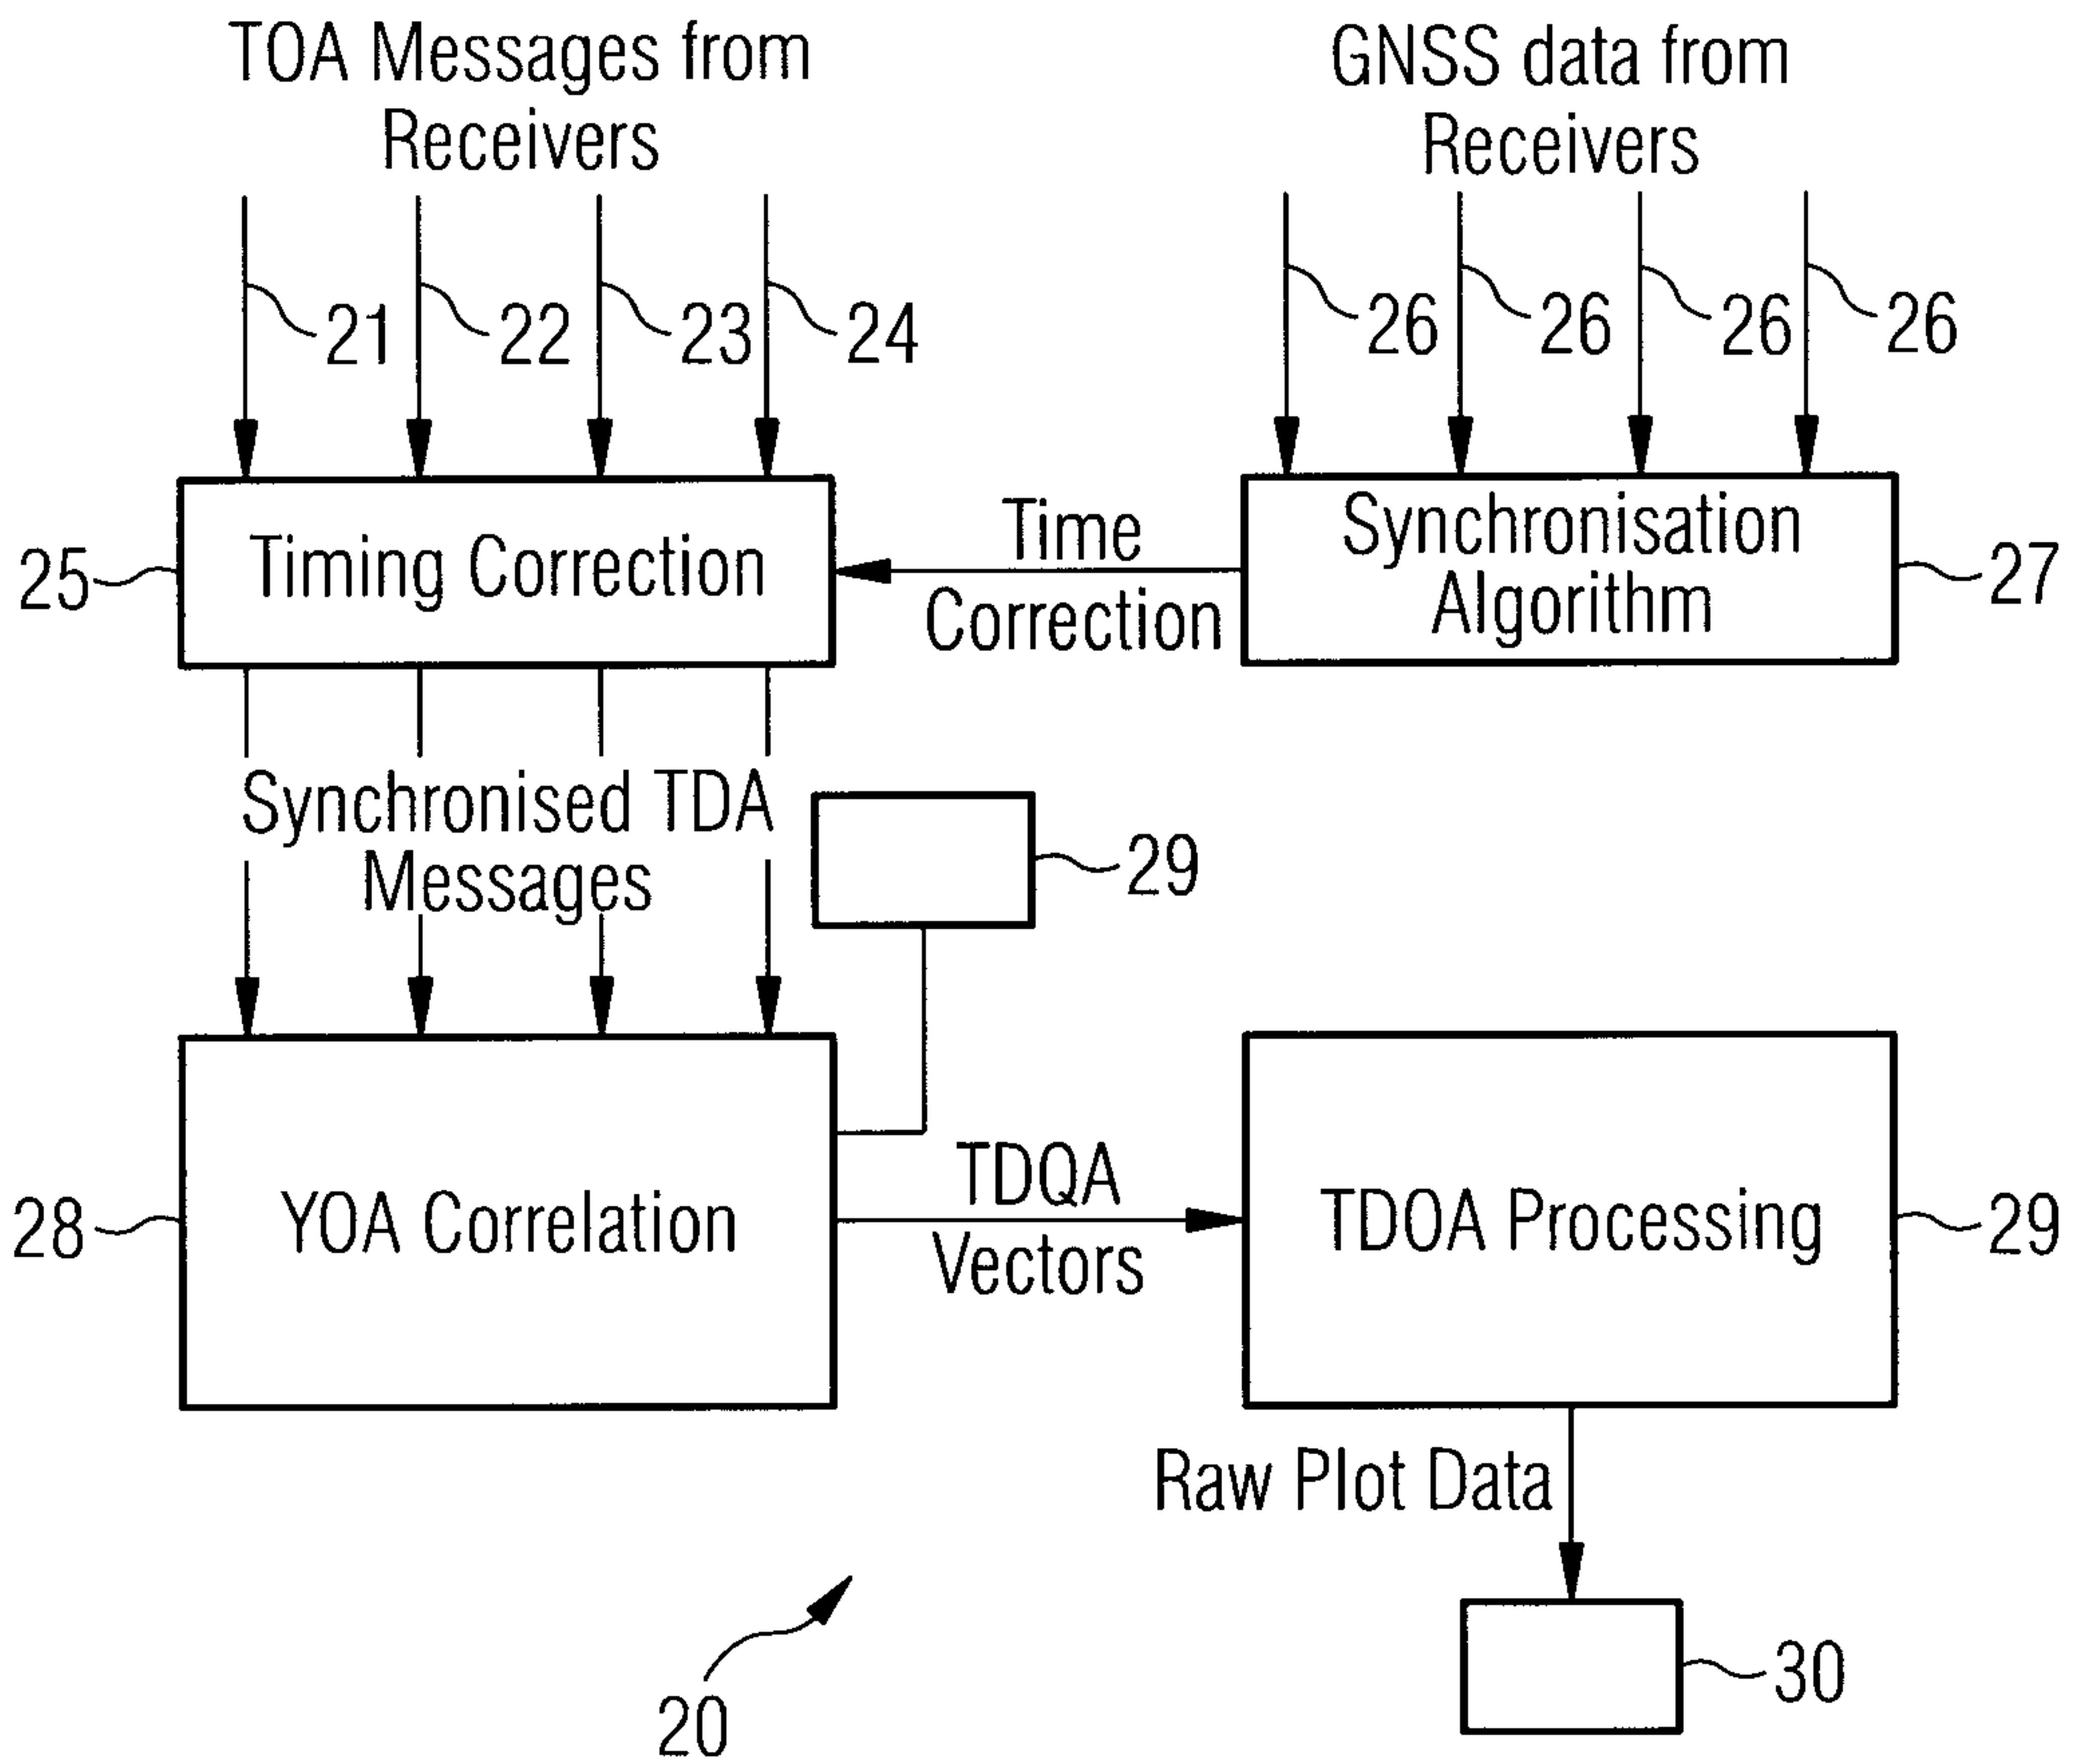 TOA Messages from
Receivers
GNSS data from
Receivers
21
22
23
24
26
26
26
26
25
Timing Correction
Time
Correction
Synchronisation
Algorithm
27
Synchronised TDA
Messages
29
28
YOA Correlation
TDQA
Vectors
TDOA Processing
29
Raw Plot Data
30
20